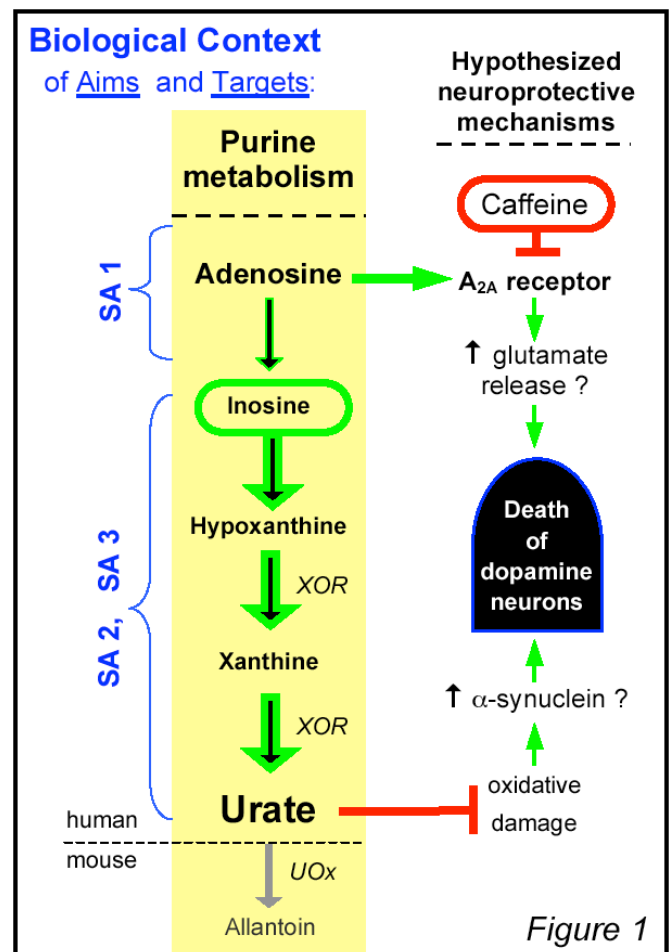 Biological Context
of Aims and Targets:
Purine
metabolism
SA 1
Adenosine
Inosine
SA 2, SA 3
Hypoxanthine
XOR
Xanthine
XOR
Urate
human
mouse
UOx
Allantoin
Hypothesized
neuroprotective
mechanisms
Caffeine
A2A receptor
↑ glutamate
release ?
Death
of
dopamine
neurons
↑ α-synuclein ?
oxidative
damage
Figure 1